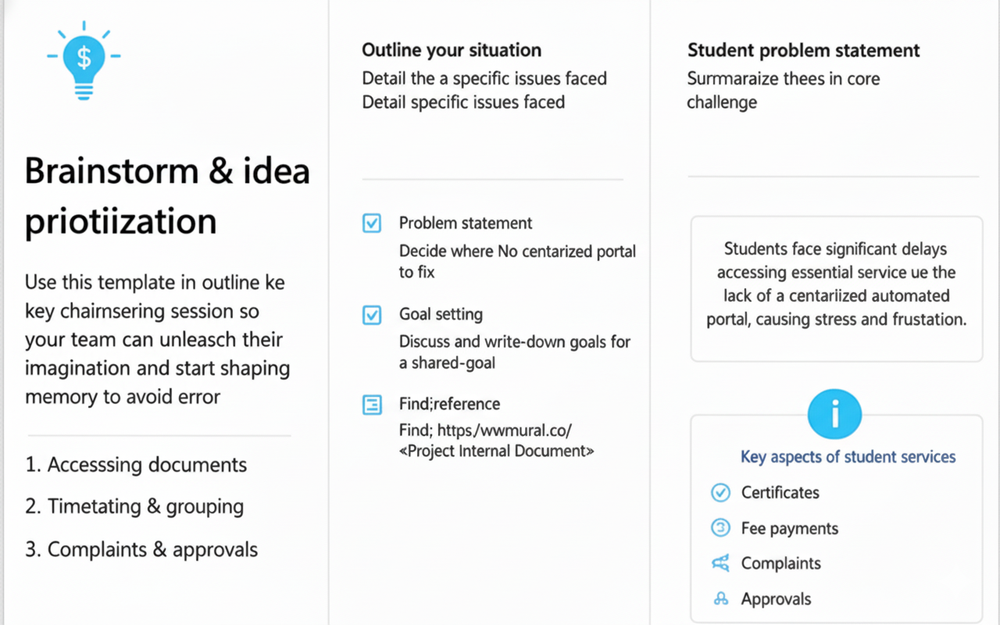 $
Brainstorm & idea
priotiization
Use this template in outline ke
key chairnsering session so
your team can unleasch their
imagination and start shaping
memory to avoid error
1. Accesssing documents
2. Timetating & grouping
3. Complaints & approvals
Outline your situation
Detail the a specific issues faced
Detail specific issues faced
Problem statement
Decide where No centarized portal
to fix
Goal setting
Discuss and write-down goals for
a shared-goal
Find;reference
Find; https⁄wwmural.co/
«Project Internal Document»
Student problem statement
Surmaraize thees in core
challenge
Students face significant delays
accessing essential service ue the
lack of a centariized automated
portal, causing stress and frustation.
i
Key aspects of student services
Certificates
3 Fee payments
Complaints
Approvals